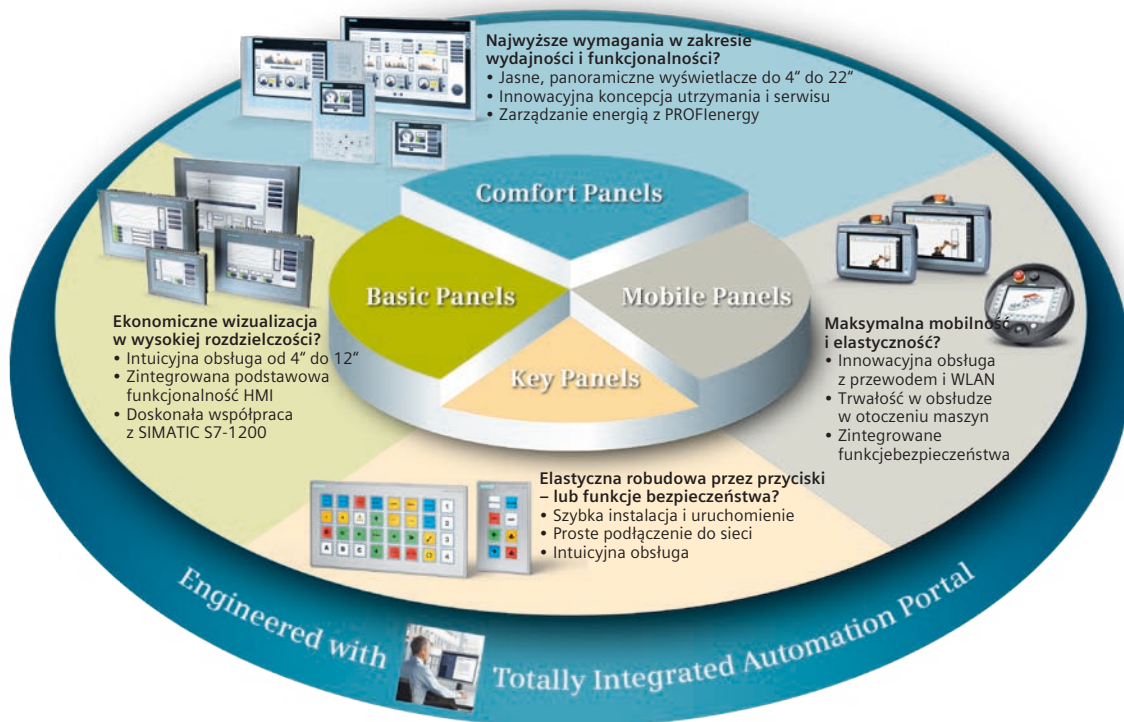 Najwyższe wymagania w zakresie
wydajności i funkcjonalności?
• Jasne, panoramiczne wyświetlacze do 4“ do 22“
• Innowacyjna koncepcja utrzymania i serwisu
• Zarządzanie energią z PROFIenergy
Comfort Panels
Basic Panels
Mobile Panels
Key Panels
Ekonomiczne wizualizacja
w wysokiej rozdzielczości?
• Intuicyjna obsługa od 4“ do 12“
• Zintegrowana podstawowa
funkcjonalność HMI
• Doskonała współpraca
z SIMATIC S7-1200
Maksymalna mobilność
i elastyczność?
• Innowacyjna obsługa
z przewodem i WLAN
• Trwałość w obsłudze
w otoczeniu maszyn
• Zintegrowane
funkcjebezpieczeństwa
Elastyczna robudowa przez przyciski
– lub funkcje bezpieczeństwa?
• Szybka instalacja i uruchomienie
• Proste podłączenie do sieci
• Intuicyjna obsługa
1
2
3
A B C 4
Engineered with Totally Integrated Automation Portal